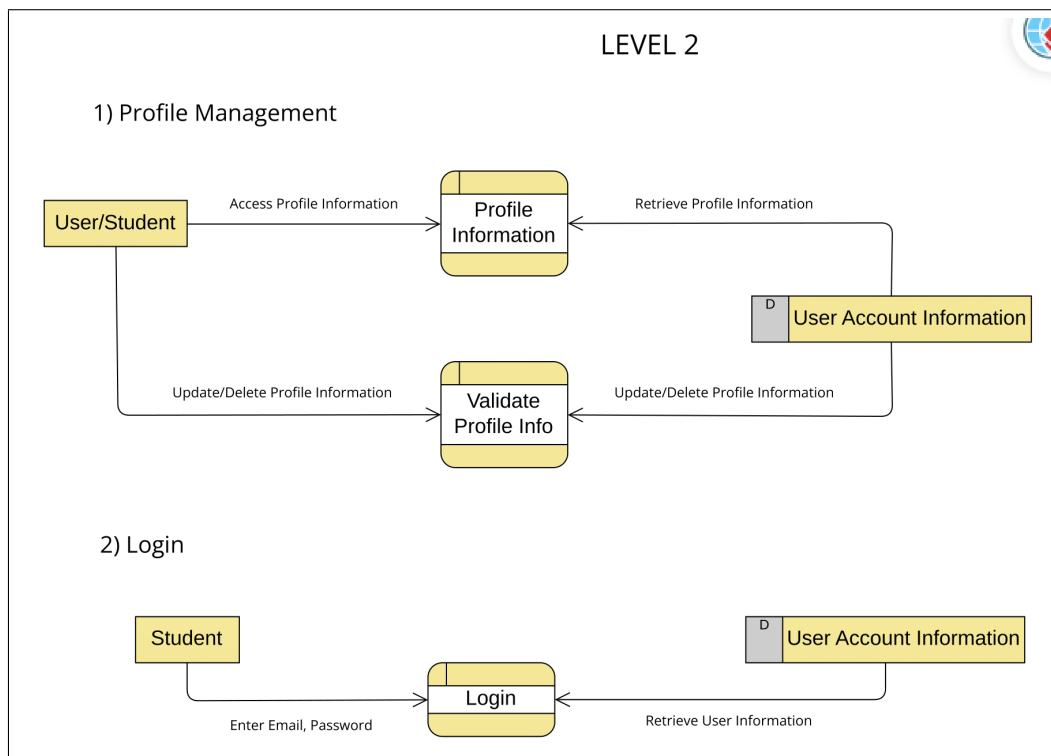 LEVEL 2
1) Profile Management
User/Student
Access Profile Information
Profile
Information
Retrieve Profile Information
D
User Account Information
Update/Delete Profile Information
Validate
Profile Info
Update/Delete Profile Information
2) Login
Student
Enter Email, Password
Login
Retrieve User Information
D
User Account Information